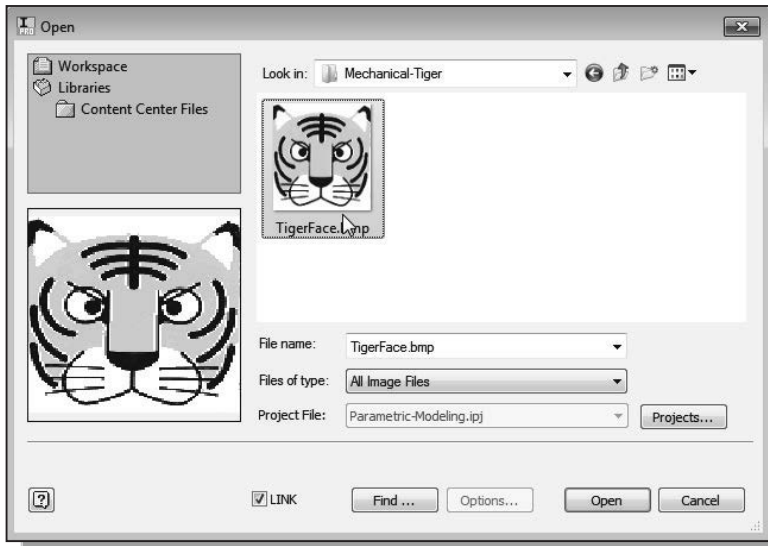 I PRO Open
Workspace
Libraries
Content Center Files
Look in: Mechanical-Tiger
TigerFace.bmp
File name: TigerFace.bmp
Files of type: All Image Files
Project File: Parametric-Modeling.ipj Projects...
? LINK Find ... Options... Open Cancel